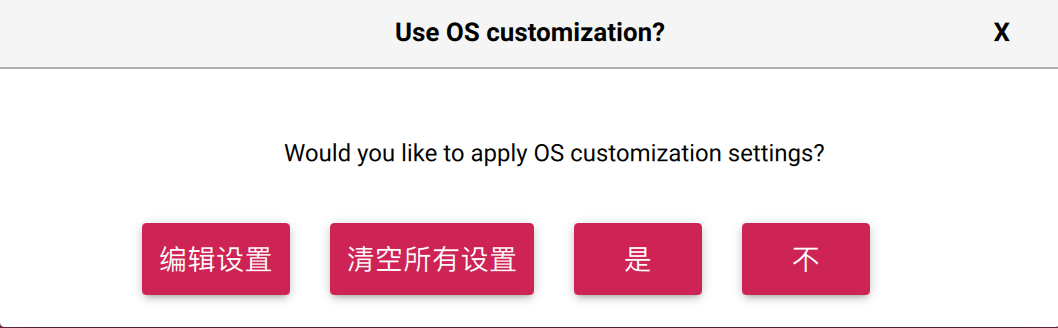 Use OS customization?
X
Would you like to apply OS customization settings?
编辑设置
清空所有设置
是
不